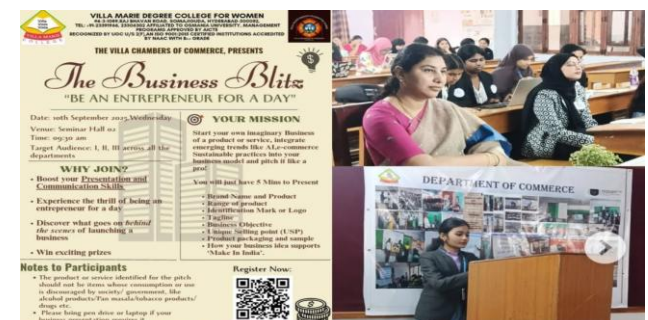 VILLA MARIE DEGREE COLLEGE FOR WOMEN
THE VILLA CHAMBERS OF COMMERCE, PRESENTS
The Business Blitz
"BE AN ENTREPRENEUR FOR A DAY"
Date: 10th September 2025, Wednesday
Venue: Seminar Hall 02
Time: 09:30 am
Target Audience: I, II, III across all the
departments
WHY JOIN?
Boost your Presentation and
Communication Skills
Experience the thrill of being an
entrepreneur for a day
Discover what goes on behind
the scenes of launching a
business
Win exciting prizes
YOUR MISSION
Start your own imaginary Business
of a product or service, integrate
emerging trends like
Sustainable practices into your
business model and pitch it like a
pro!
You will just have 5 Mins to Present
Brand Name and Product
Range of product
Identification Mark or Logo
Tagline
Business Objective
Unique Selling point (USP)
Product packaging and sample
How your business idea supports
'Make In India'.
Notes to Participants
The product or service identified for the pitch
should not be items whose consumption or use
is discouraged by society/ government, like
alcohol products/Pan masala/tobacco products/
drugs etc.
Please bring pen drive or laptop if your
Register Now:
DEPARTMENT OF COMMERCE